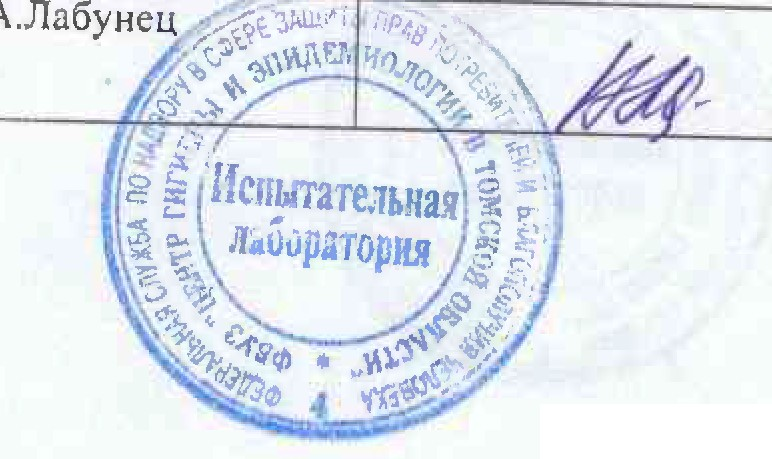 А.Лабунец
ФЕДЕРАЛЬНАЯ СЛУЖБА ПО НАДЗОРУ В СФЕРЕ ЗАЩИТЫ ПРАВ ПОТРЕБИТЕЛЕЙ И БЛАГОПОЛУЧИЯ ЧЕЛОВЕКА
ФБУЗ "ЦЕНТР ГИГИЕНЫ И ЭПИДЕМИОЛОГИИ В ТОМСКОЙ ОБЛАСТИ"
*
4
Испытательная
лаборатория